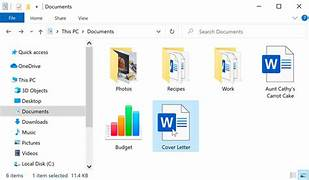 Documents
File
Home
Share
View
This PC
Documents
Quick access
OneDrive
This PC
3D Objects
Desktop
Documents
Downloads
Music
Pictures
Videos
Local Disk (C:)
Photos
Recipes
Work
Aunt Cathy's
Carrot Cake
Budget
Cover Letter
6 items 1 item selected 11.4 KB